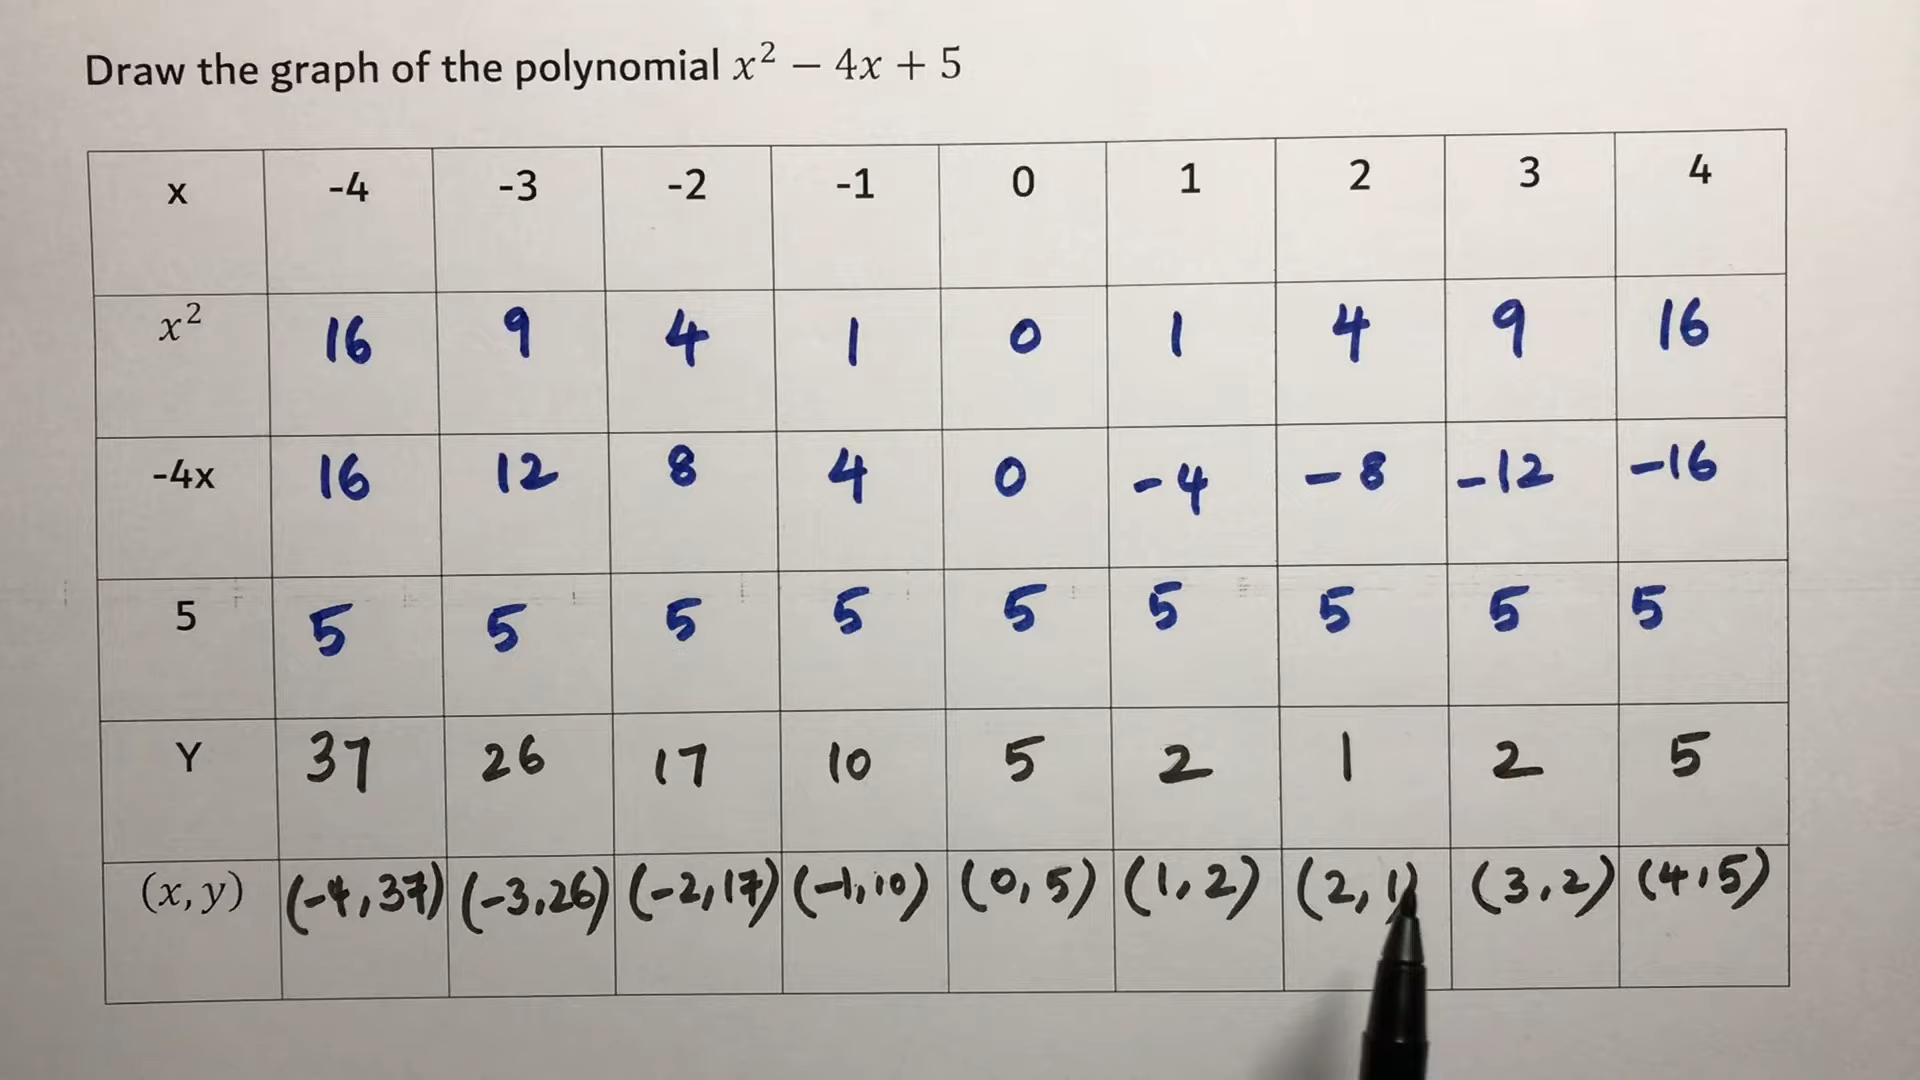 Draw the graph of the polynomial x² − 4x + 5
x -4 -3 -2 -1 0 1 2 3 4
x² 16 9 4 1 0 1 4 9 16
-4x 16 12 8 4 0 -4 -8 -12 -16
5 5 5 5 5 5 5 5 5 5
Y 37 26 17 10 5 2 1 2 5
(x, y) (-4,37) (-3,26) (-2,17) (-1,10) (0,5) (1,2) (2,1) (3,2) (4,5)